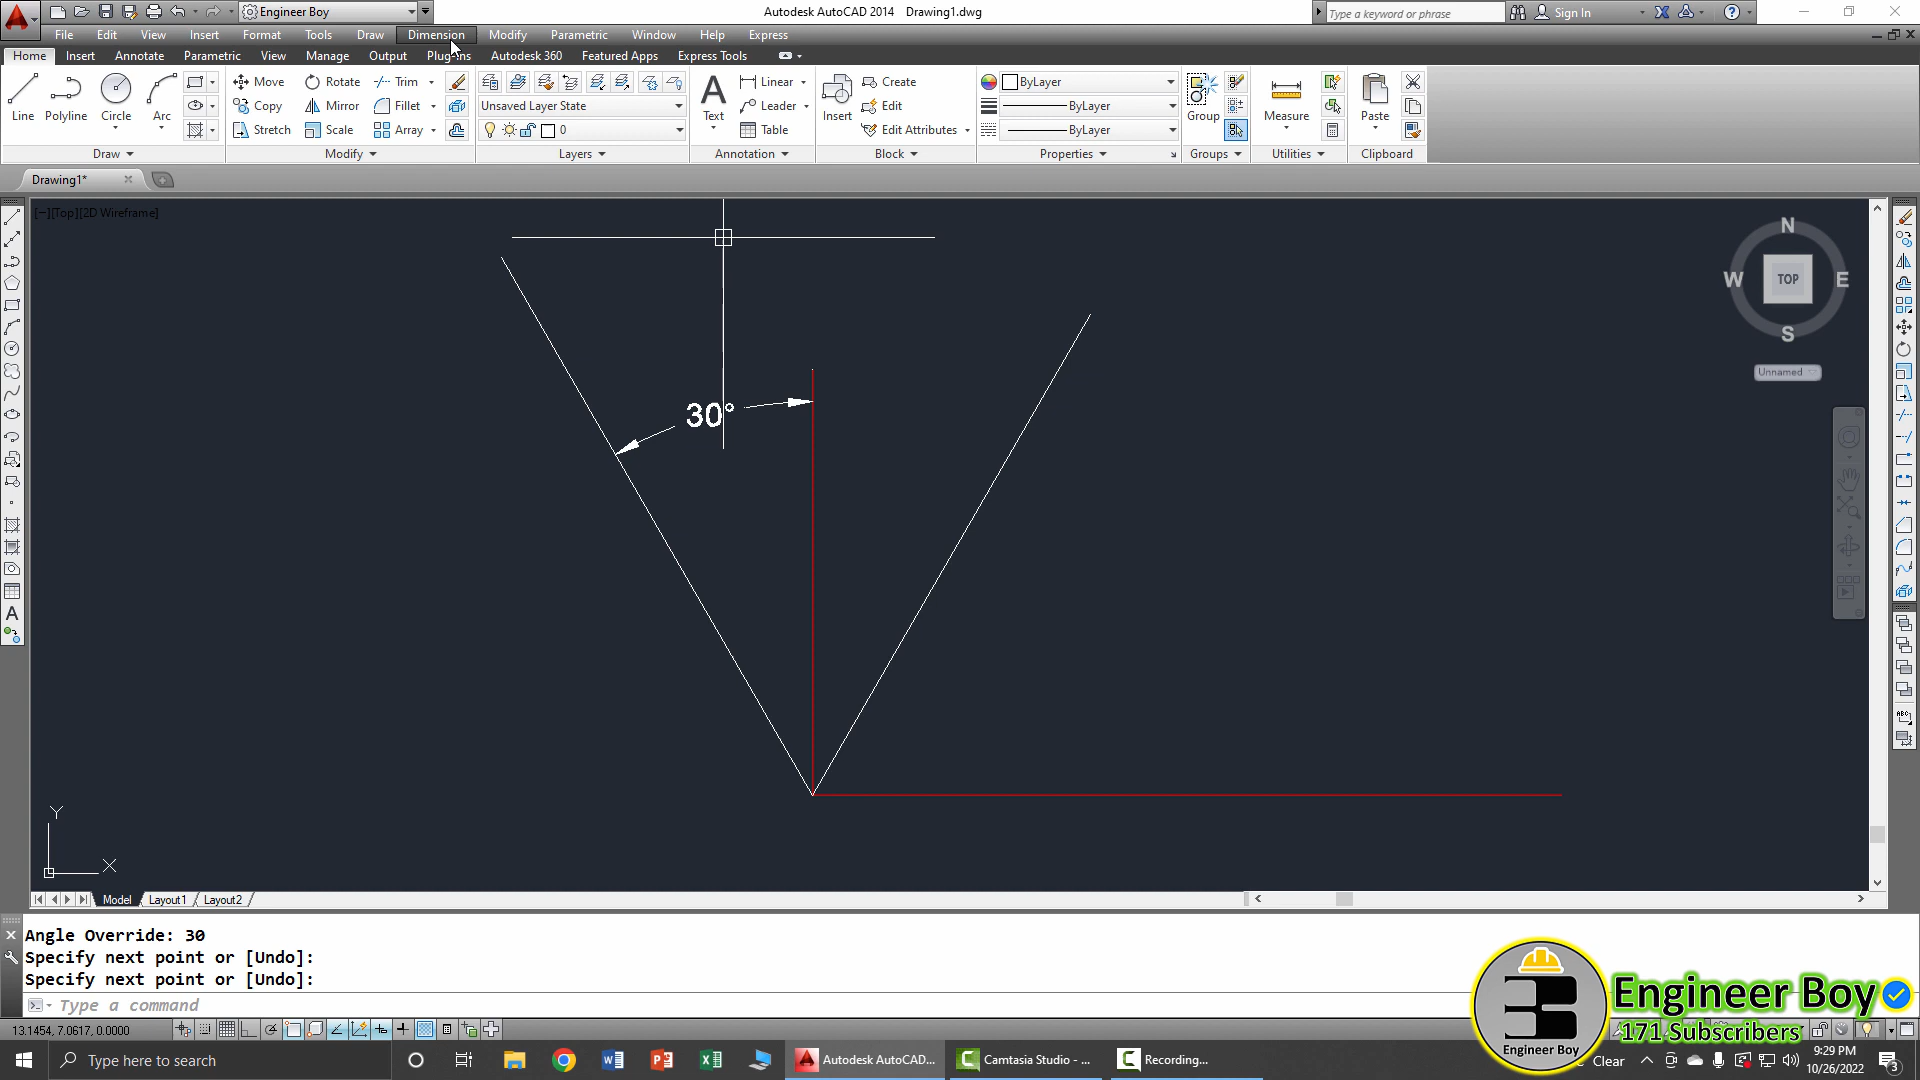 Engineer Boy
Autodesk AutoCAD 2014 Drawing1.dwg
Type a keyword or phrase
Sign In
File Edit View Insert Format Tools Draw Dimension Modify Parametric Window Help Express
Home Insert Annotate Parametric View Manage Output Plug-ins Autodesk 360 Featured Apps Express Tools
Line
Polyline
Circle
Arc
Move Rotate Trim
Copy Mirror Fillet
Stretch Scale Array
Unsaved Layer State
0
Text
Linear
Leader
Table
Insert
Create
Edit
Edit Attributes
ByLayer
ByLayer
ByLayer
Group
Measure
Paste
Draw Modify Layers Annotation Block Properties Groups Utilities Clipboard
Drawing1*
[−][Top][2D Wireframe]
N
W TOP E
S
Unnamed
30°
Y
X
Model Layout1 Layout2
Angle Override: 30
Specify next point or [Undo]:
Specify next point or [Undo]:
Type a command
13.1454, 7.0617, 0.0000
Engineer Boy
Engineer Boy
171 Subscribers
Type here to search
Autodesk AutoCAD...
Camtasia Studio - ...
Recording...
Clear
9:29 PM
10/26/2022
3